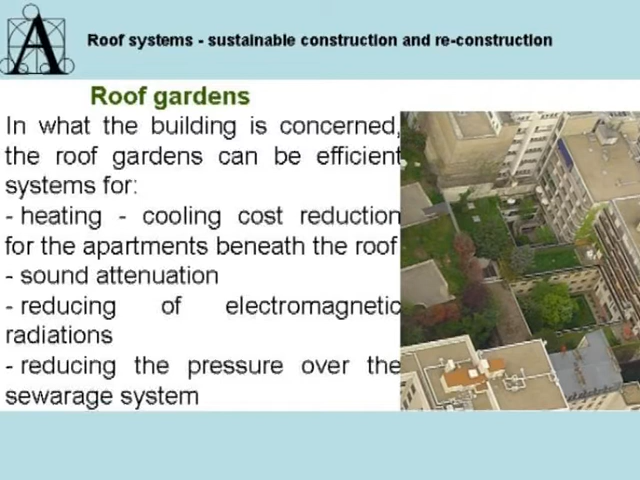 A
Roof systems - sustainable construction and re-construction
Roof gardens
In what the building is concerned,
the roof gardens can be efficient
systems for:
- heating - cooling cost reduction
for the apartments beneath the roof
- sound attenuation
- reducing of electromagnetic
radiations
- reducing the pressure over the
sewarage system